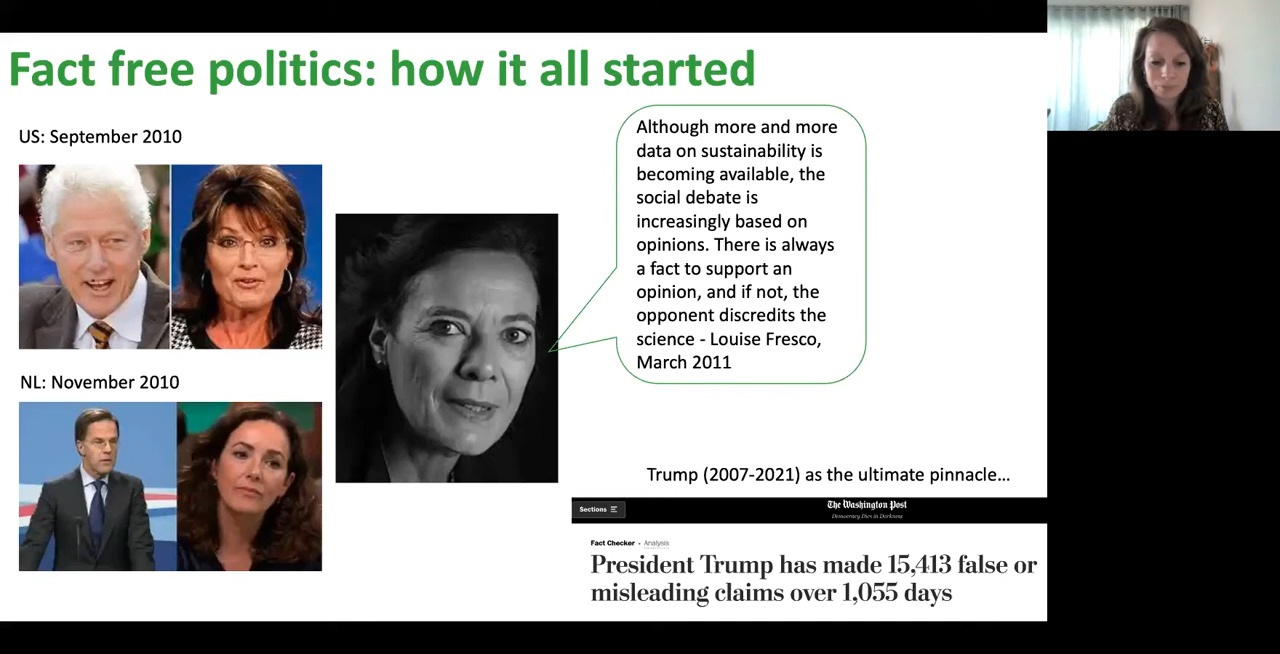 Fact free politics: how it all started
US: September 2010
Although more and more
data on sustainability is
becoming available, the
social debate is
increasingly based on
opinions. There is always
a fact to support an
opinion, and if not, the
opponent discredits the
science - Louise Fresco,
March 2011
NL: November 2010
Trump (2007-2021) as the ultimate pinnacle…
Sections
The Washington Post
Democracy Dies in Darkness
Fact Checker • Analysis
President Trump has made 15,413 false or
misleading claims over 1,055 days